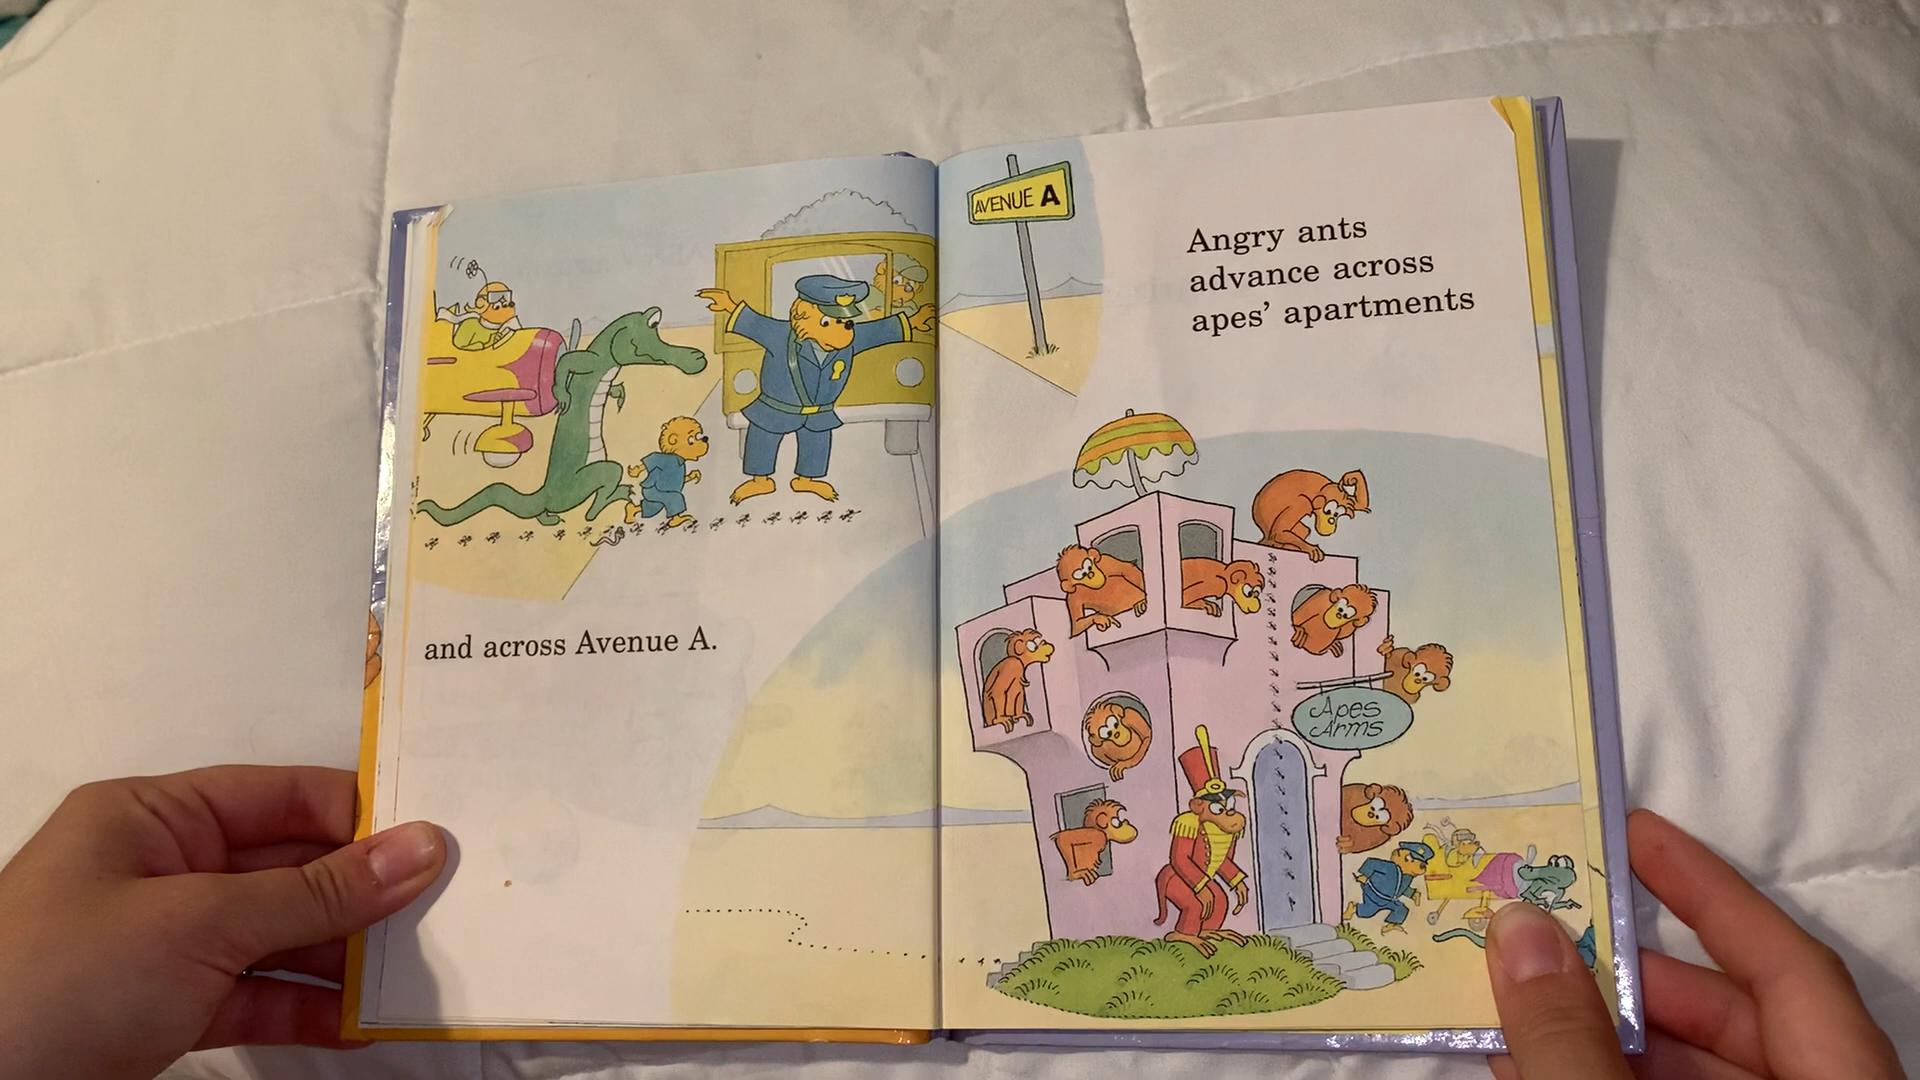 and across Avenue A.
AVENUE A
Angry ants
advance across
apes' apartments
Apes
Arms